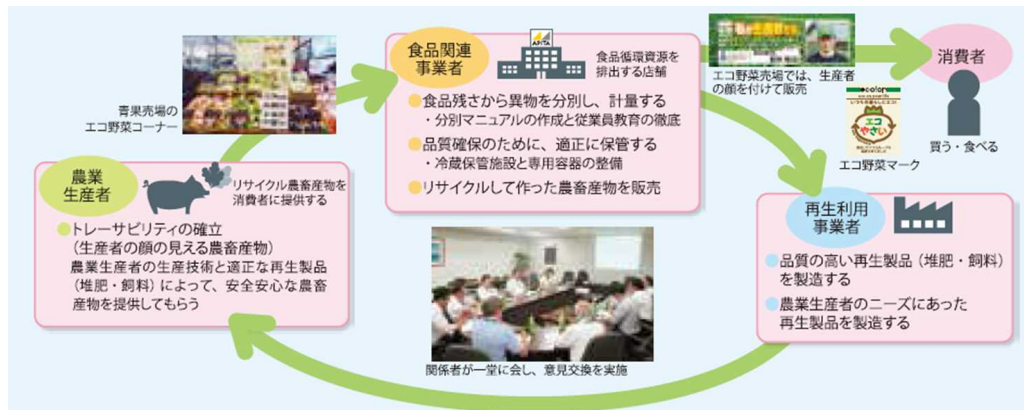 食品関連
事業者
APITA
食品循環資源を
排出する店舗
●食品残さから異物を分別し、計量する
・分別マニュアルの作成と従業員教育の徹底
●品質確保のために、適正に保管する
・冷蔵保管施設と専用容器の整備
●リサイクルして作った農畜産物を販売
エコ野菜売場では、生産者
の顔を付けて販売
消費者
買う・食べる
ecolor
エコ
やさい
エコ野菜マーク
青果売場の
エコ野菜コーナー
農業
生産者
リサイクル農畜産物を
消費者に提供する
●トレーサビリティの確立
(生産者の顔の見える農畜産物)
農業生産者の生産技術と適正な再生製品
(堆肥・飼料)によって、安全安心な農畜
産物を提供してもらう
再生利用
事業者
●品質の高い再生製品(堆肥・飼料)
を製造する
●農業生産者のニーズにあった
再生製品を製造する
関係者が一堂に会し、意見交換を実施